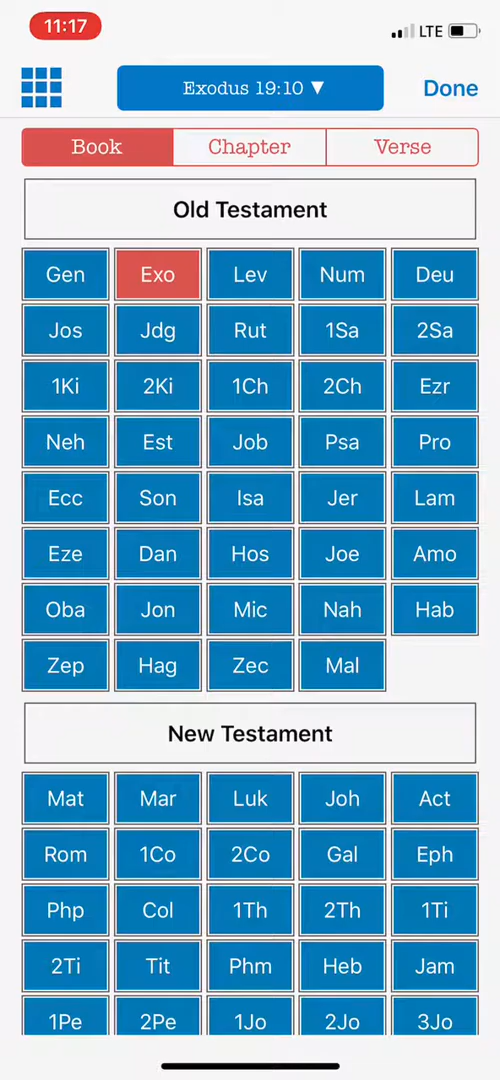 11:17 LTE
Exodus 19:10 ▼ Done
Book Chapter Verse
Old Testament
Gen Exo Lev Num Deu
Jos Jdg Rut 1Sa 2Sa
1Ki 2Ki 1Ch 2Ch Ezr
Neh Est Job Psa Pro
Ecc Son Isa Jer Lam
Eze Dan Hos Joe Amo
Oba Jon Mic Nah Hab
Zep Hag Zec Mal
New Testament
Mat Mar Luk Joh Act
Rom 1Co 2Co Gal Eph
Php Col 1Th 2Th 1Ti
2Ti Tit Phm Heb Jam
1Pe 2Pe 1Jo 2Jo 3Jo